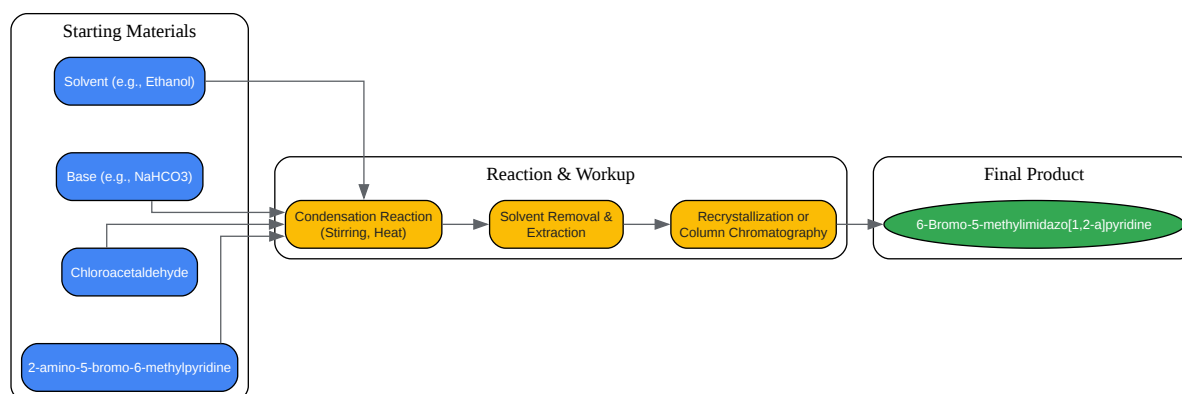 Starting Materials
Solvent (e.g., Ethanol)
Base (e.g., NaHCO3)
Chloroacetaldehyde
2-amino-5-bromo-6-methylpyridine
Reaction & Workup
Condensation Reaction
(Stirring, Heat)
Solvent Removal &
Extraction
Recrystallization or
Column Chromatography
Final Product
6-Bromo-5-methylimidazo[1,2-a]pyridine